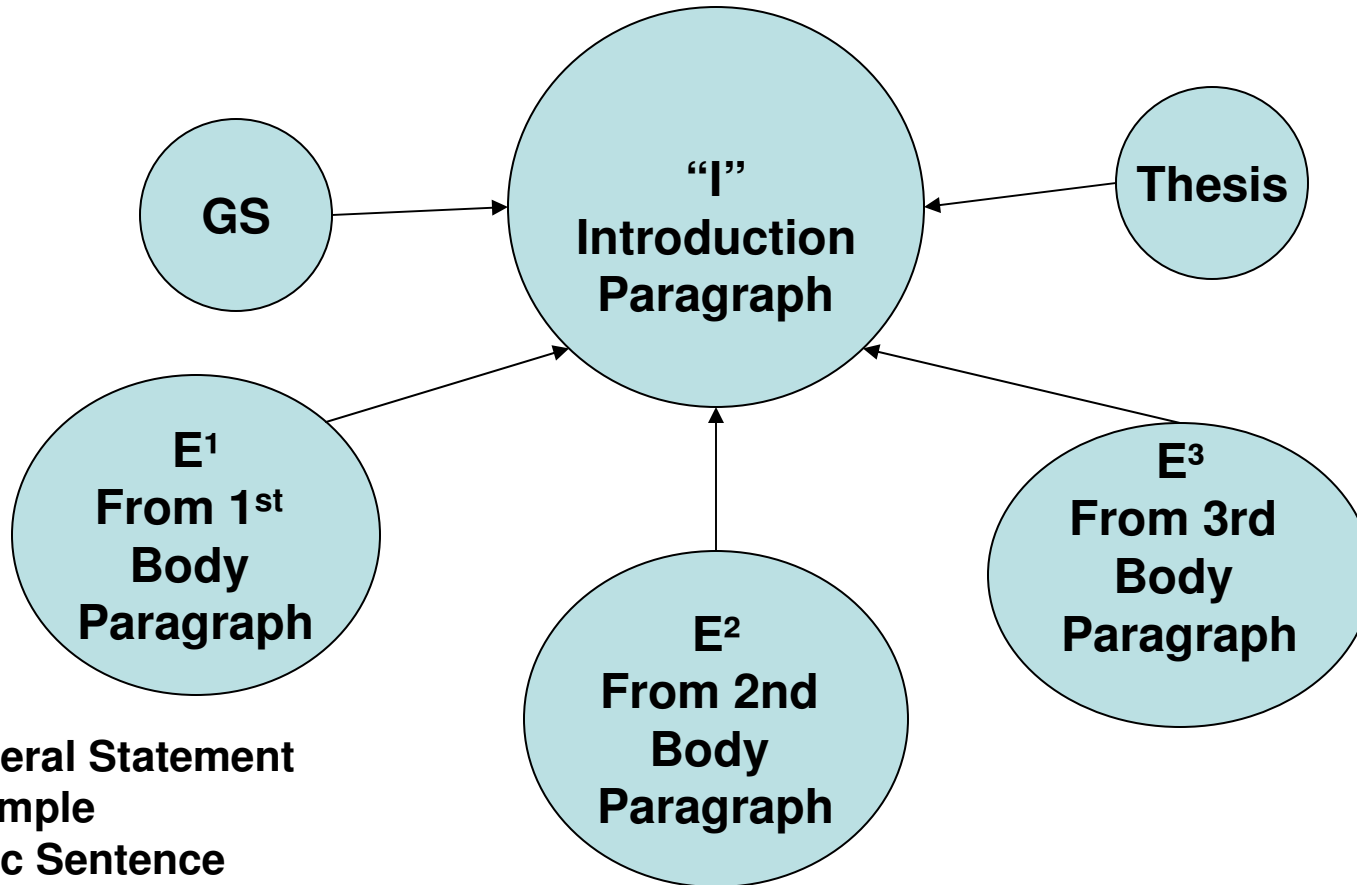 “I”
Introduction
Paragraph
GS
Thesis
E¹
From 1st
Body
Paragraph
E²
From 2nd
Body
Paragraph
E³
From 3rd
Body
Paragraph
eral Statement
mple
c Sentence